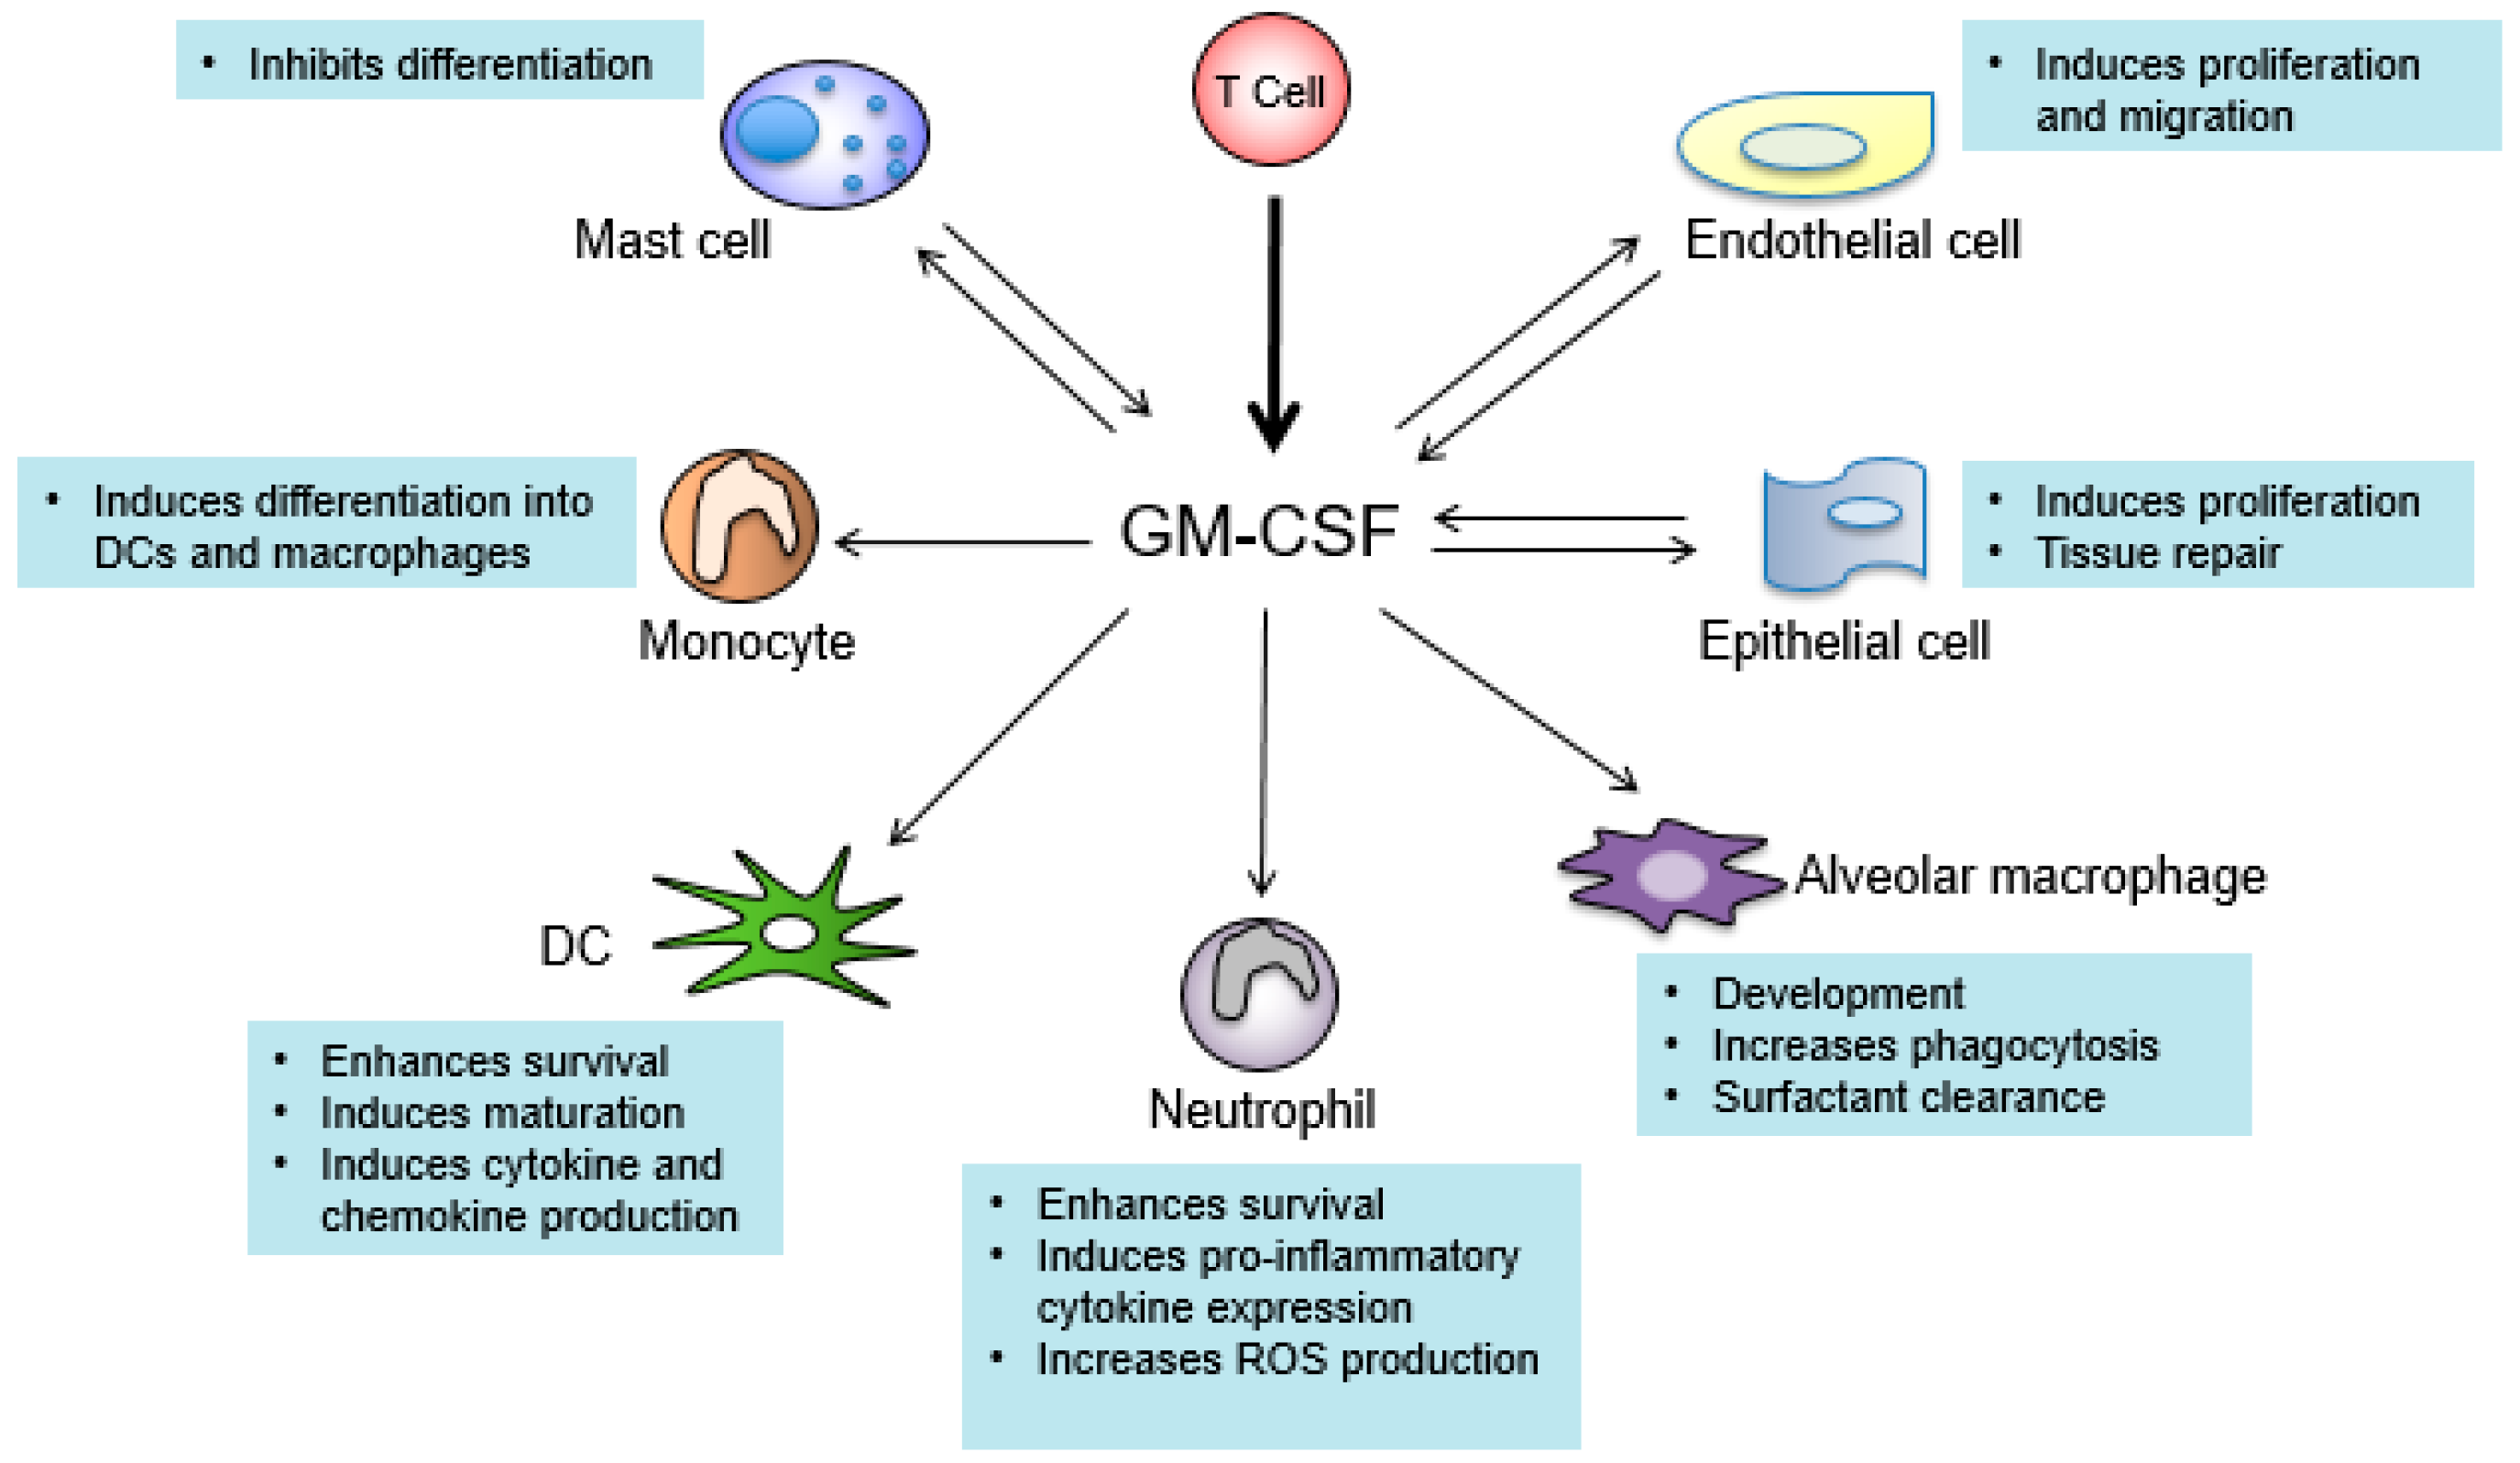 • Inhibits differentiation
T Cell
• Induces proliferation
and migration
Mast cell
Endothelial cell
• Induces differentiation into
DCs and macrophages
Monocyte
GM-CSF
• Induces proliferation
• Tissue repair
Epithelial cell
DC
• Enhances survival
• Induces maturation
• Induces cytokine and
chemokine production
Neutrophil
• Enhances survival
• Induces pro-inflammatory
cytokine expression
• Increases ROS production
Alveolar macrophage
• Development
• Increases phagocytosis
• Surfactant clearance